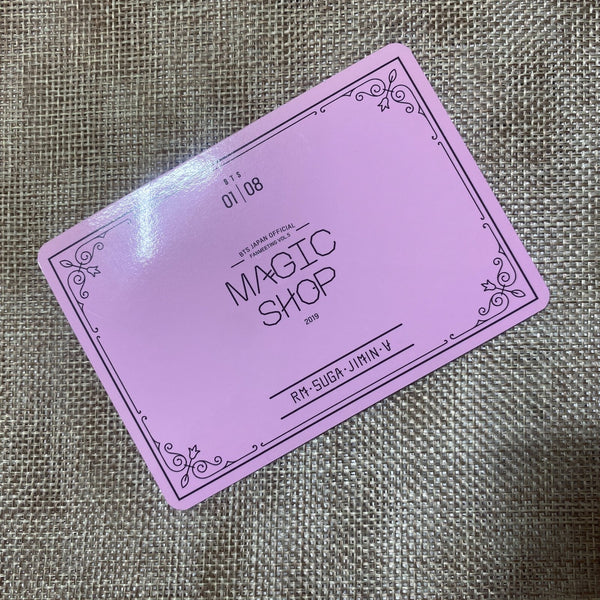 BTS
01|08
BTS JAPAN OFFICIAL
FANMEETING VOL.5
MAGIC
SHOP
2019
RM·SUGA·JIMIN·V